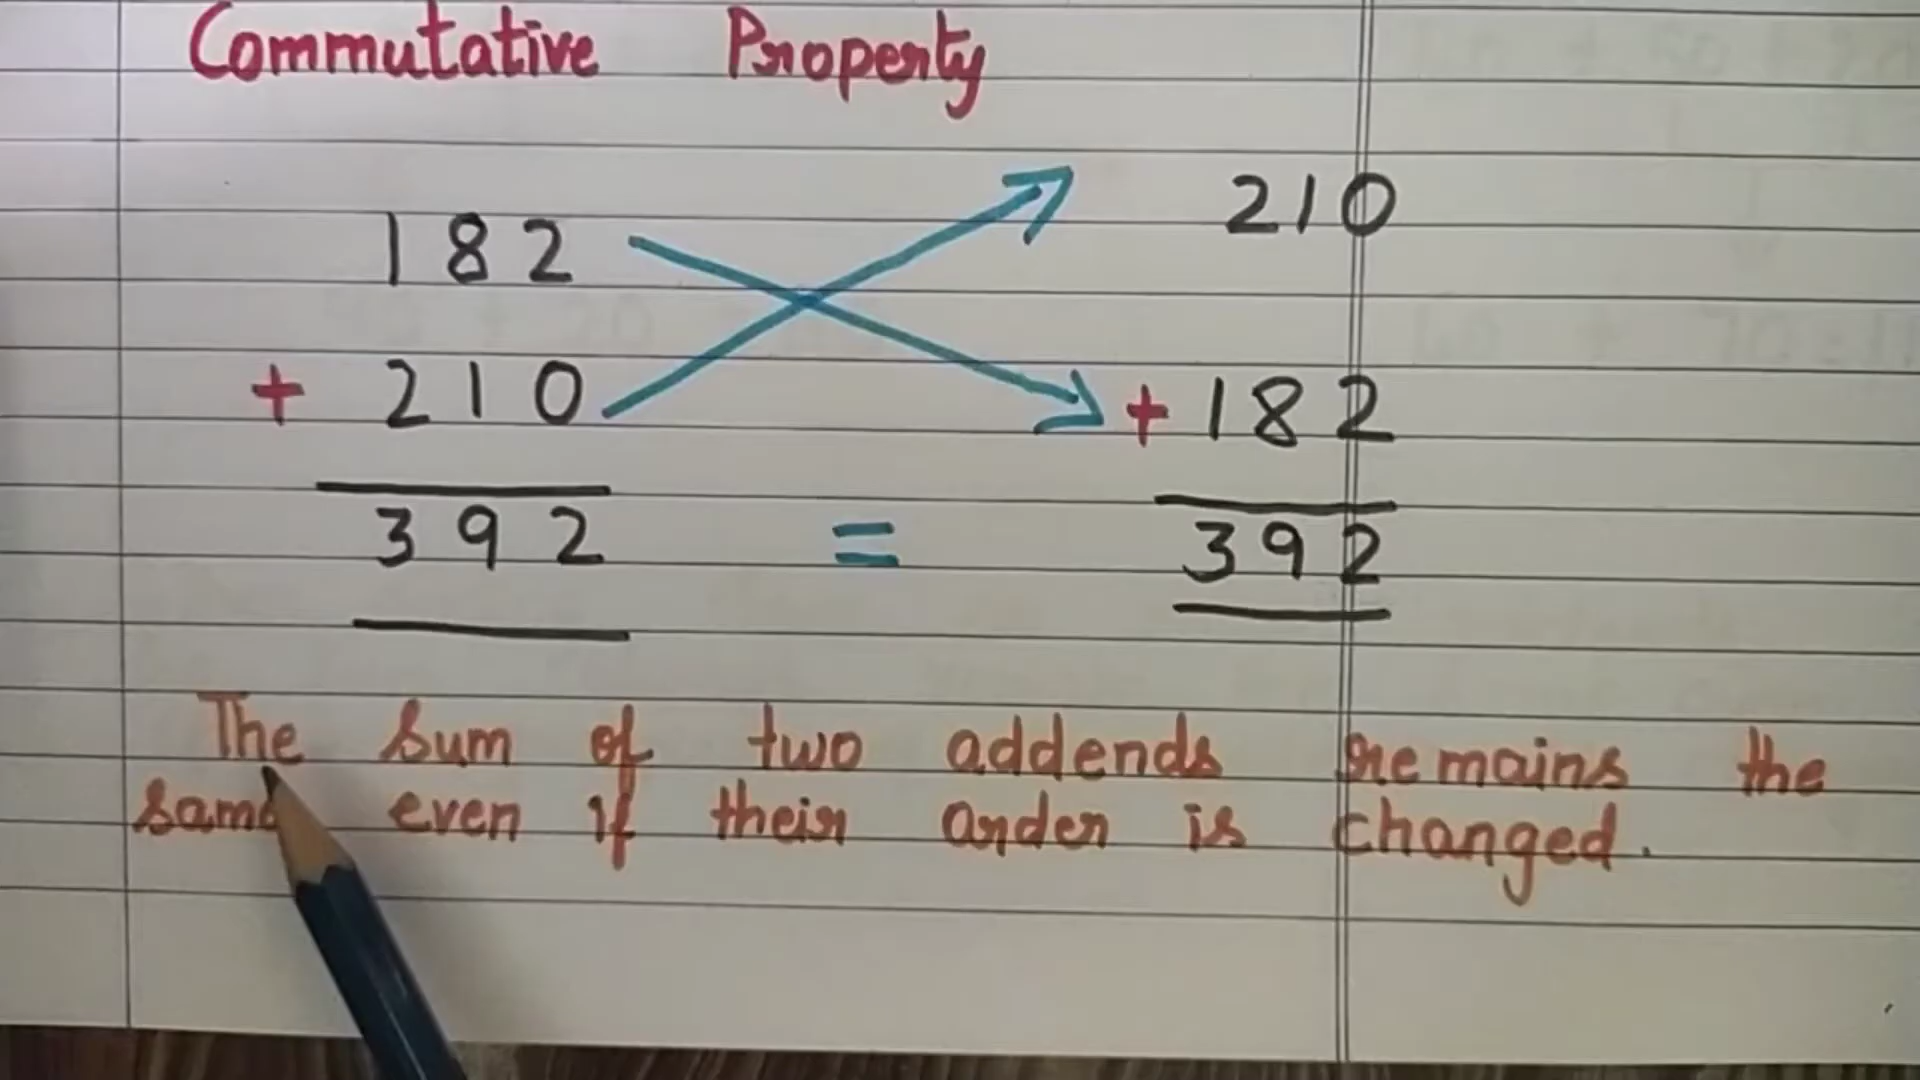 Commutative Property
182 210
+ 210 + 182
392 = 392
The sum of two addends remains the
same even if their order is changed.